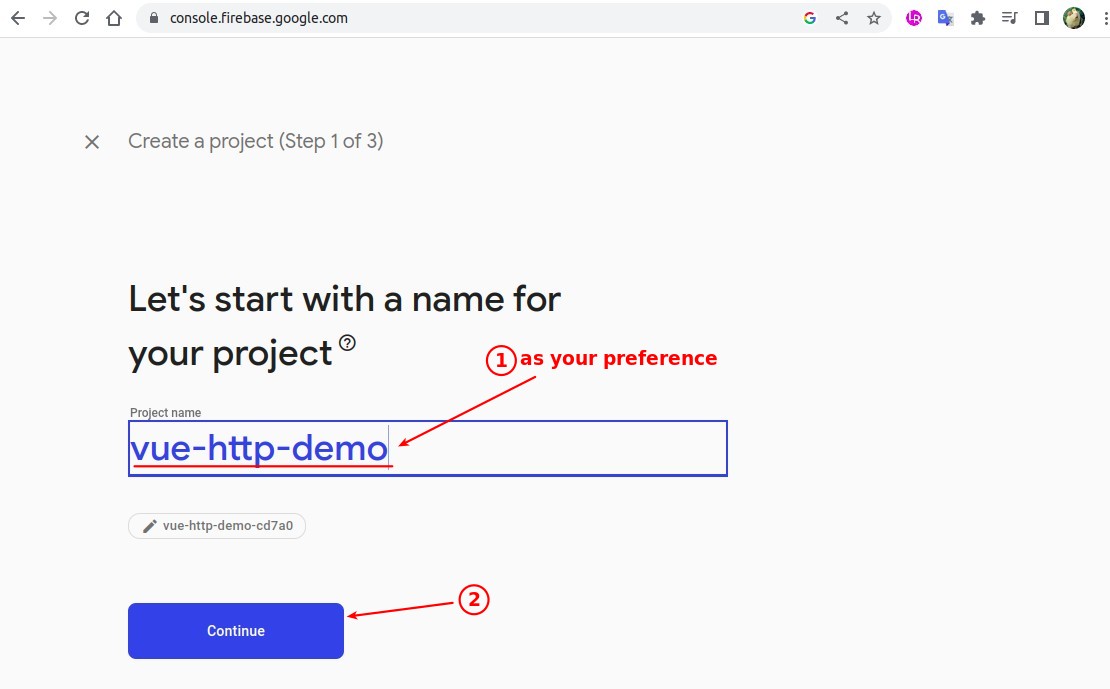 console.firebase.google.com
Create a project (Step 1 of 3)
Let's start with a name for
your project ?
1 as your preference
Project name
vue-http-demo
vue-http-demo-cd7a0
2
Continue